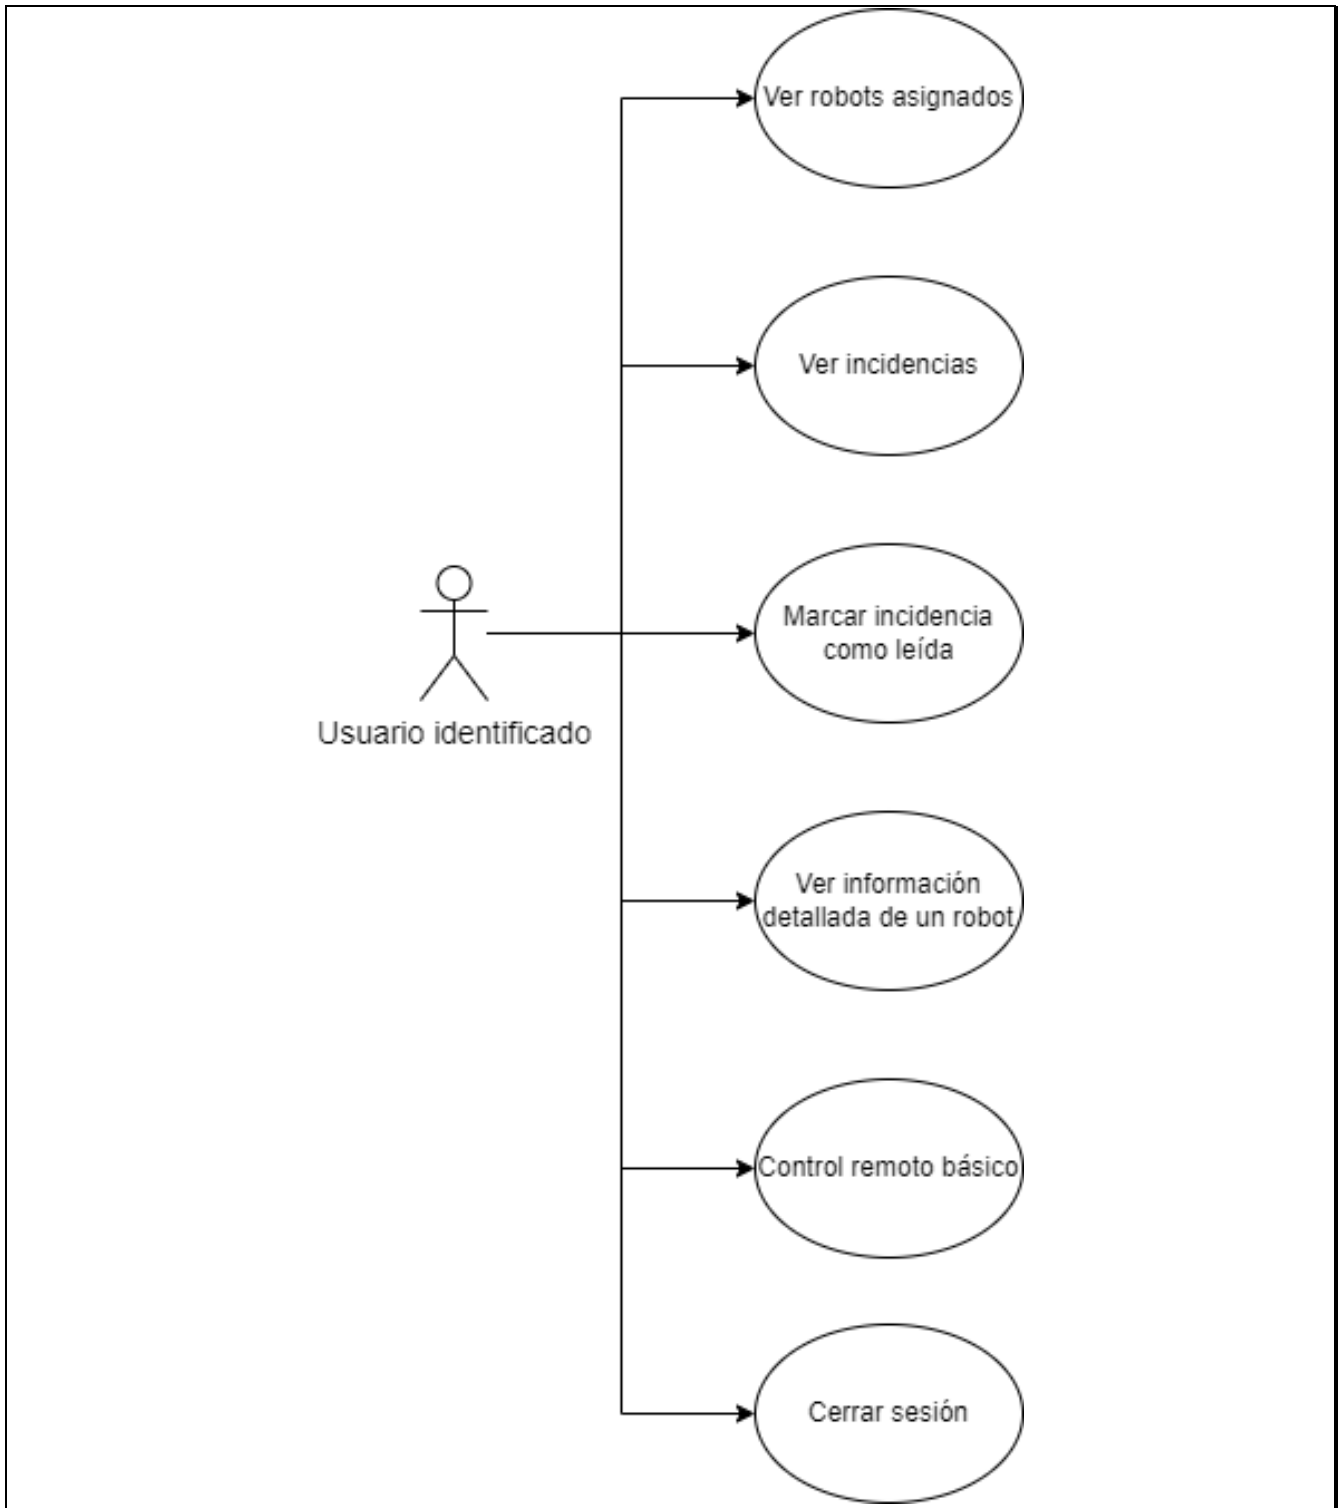 Ver robots asignados
Ver incidencias
Marcar incidencia
como leída
Usuario identificado
Ver información
detallada de un robot
Control remoto básico
Cerrar sesión